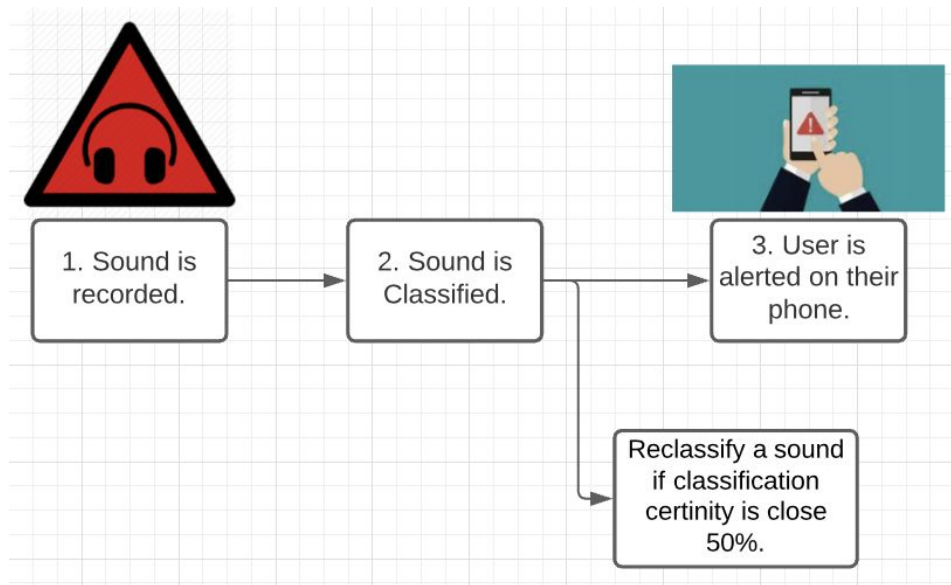 1. Sound is
recorded.
2. Sound is
Classified.
3. User is
alerted on their
phone.
Reclassify a sound
if classification
certinity is close
50%.